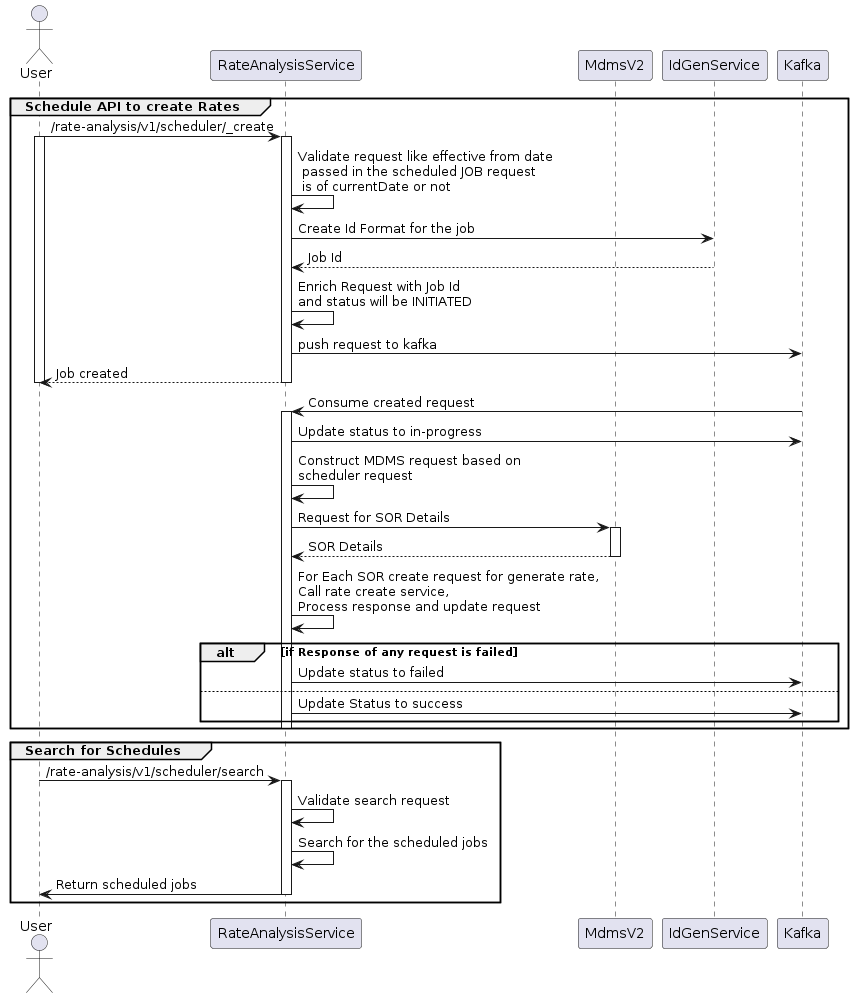 User
RateAnalysisService
MdmsV2
IdGenService
Kafka
Schedule API to create Rates
/rate-analysis/v1/scheduler/_create
Validate request like effective from date
passed in the scheduled JOB request
is of currentDate or not
Create Id Format for the job
Job Id
Enrich Request with Job Id
and status will be INITIATED
push request to kafka
Job created
Consume created request
Update status to in-progress
Construct MDMS request based on
scheduler request
Request for SOR Details
SOR Details
For Each SOR create request for generate rate,
Call rate create service,
Process response and update request
alt [if Response of any request is failed]
Update status to failed
Update Status to success
Search for Schedules
/rate-analysis/v1/scheduler/search
Validate search request
Search for the scheduled jobs
Return scheduled jobs
User
RateAnalysisService
MdmsV2
IdGenService
Kafka